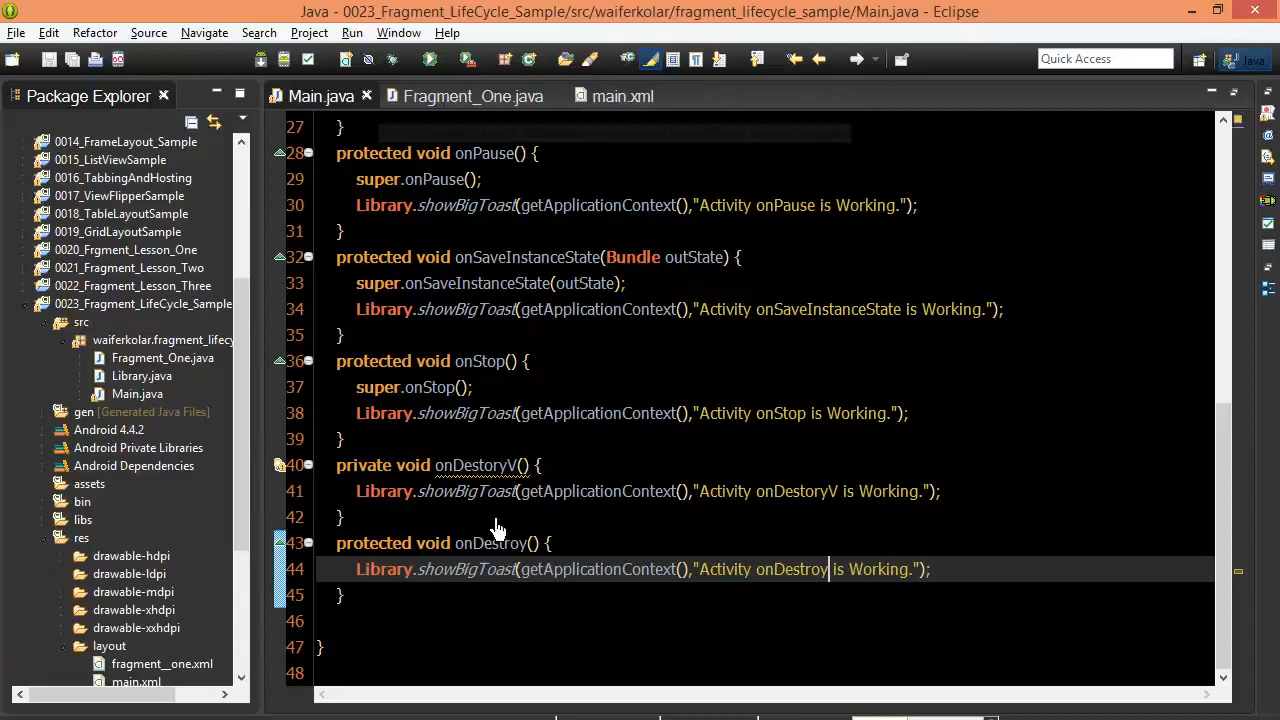 Java - 0023_Fragment_LifeCycle_Sample/src/waiferkolar/fragment_lifecycle_sample/Main.java - Eclipse
File Edit Refactor Source Navigate Search Project Run Window Help
Quick Access
Java
Package Explorer
Main.java
Fragment_One.java
main.xml
0014_FrameLayout_Sample
0015_ListViewSample
0016_TabbingAndHosting
0017_ViewFlipperSample
0018_TableLayoutSample
0019_GridLayoutSample
0020_Frgment_Lesson_One
0021_Fragment_Lesson_Two
0022_Fragment_Lesson_Three
0023_Fragment_LifeCycle_Sample
src
waiferkolar.fragment_lifecy
Fragment_One.java
Library.java
Main.java
gen [Generated Java Files]
Android 4.4.2
Android Private Libraries
Android Dependencies
assets
bin
libs
res
drawable-hdpi
drawable-ldpi
drawable-mdpi
drawable-xhdpi
drawable-xxhdpi
layout
fragment__one.xml
main.xml
27 }
28 protected void onPause() {
29 super.onPause();
30 Library.showBigToast(getApplicationContext(),"Activity onPause is Working.");
31 }
32 protected void onSaveInstanceState(Bundle outState) {
33 super.onSaveInstanceState(outState);
34 Library.showBigToast(getApplicationContext(),"Activity onSaveInstanceState is Working.");
35 }
36 protected void onStop() {
37 super.onStop();
38 Library.showBigToast(getApplicationContext(),"Activity onStop is Working.");
39 }
40 private void onDestoryV() {
41 Library.showBigToast(getApplicationContext(),"Activity onDestoryV is Working.");
42 }
43 protected void onDestroy() {
44 Library.showBigToast(getApplicationContext(),"Activity onDestroy is Working.");
45 }
46
47 }
48